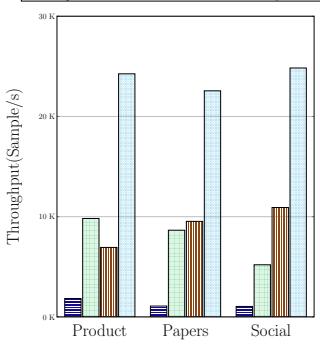 30 K
20 K
10 K
0 K
Throughput(Sample/s)
Product Papers Social